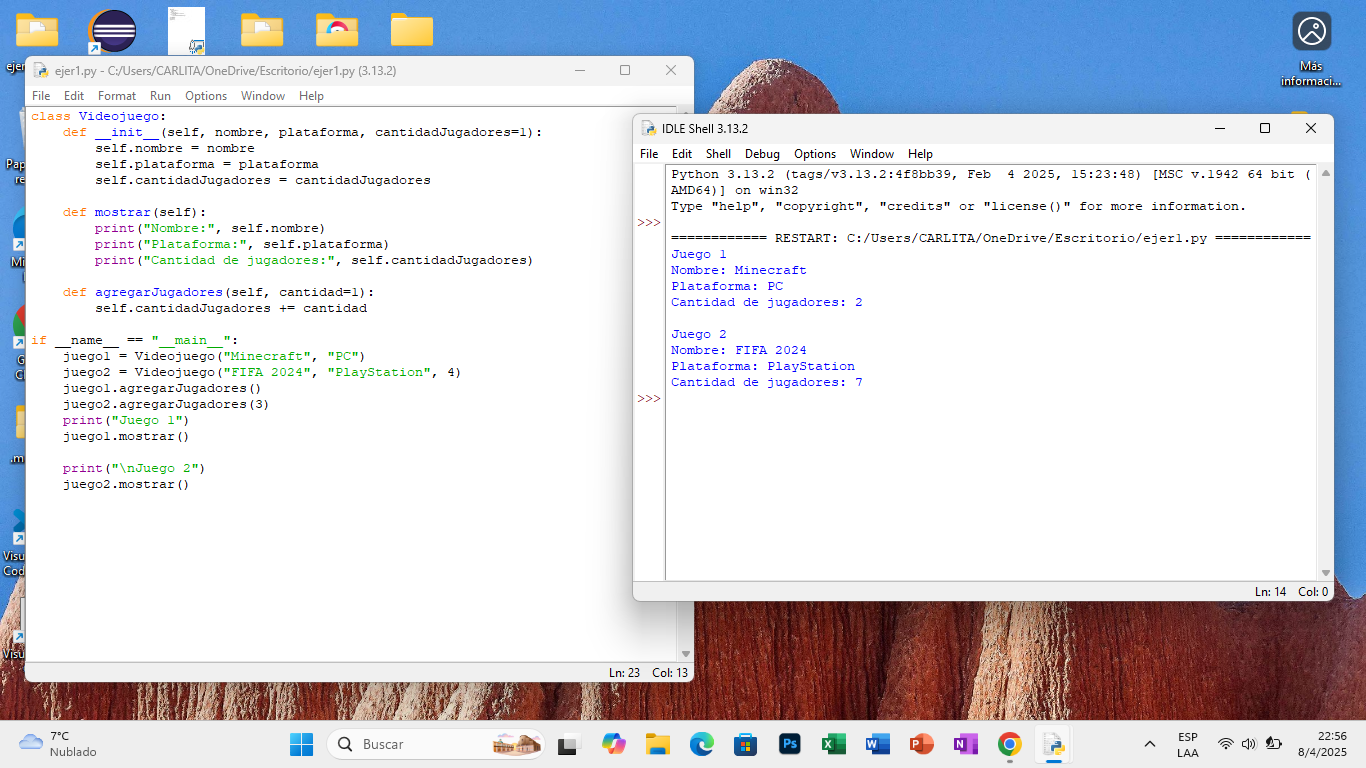 Más
informaci...
ejer1.py - C:/Users/CARLITA/OneDrive/Escritorio/ejer1.py (3.13.2)
File Edit Format Run Options Window Help
class Videojuego:
    def __init__(self, nombre, plataforma, cantidadJugadores=1):
        self.nombre = nombre
        self.plataforma = plataforma
        self.cantidadJugadores = cantidadJugadores
    def mostrar(self):
        print("Nombre:", self.nombre)
        print("Plataforma:", self.plataforma)
        print("Cantidad de jugadores:", self.cantidadJugadores)
    def agregarJugadores(self, cantidad=1):
        self.cantidadJugadores += cantidad
if __name__ == "__main__":
    juego1 = Videojuego("Minecraft", "PC")
    juego2 = Videojuego("FIFA 2024", "PlayStation", 4)
    juego1.agregarJugadores()
    juego2.agregarJugadores(3)
    print("Juego 1")
    juego1.mostrar()
    print("\nJuego 2")
    juego2.mostrar()
Ln: 23 Col: 13
IDLE Shell 3.13.2
File Edit Shell Debug Options Window Help
Python 3.13.2 (tags/v3.13.2:4f8bb39, Feb  4 2025, 15:23:48) [MSC v.1942 64 bit (
AMD64)] on win32
Type "help", "copyright", "credits" or "license()" for more information.
>>>
============ RESTART: C:/Users/CARLITA/OneDrive/Escritorio/ejer1.py ============
Juego 1
Nombre: Minecraft
Plataforma: PC
Cantidad de jugadores: 2
Juego 2
Nombre: FIFA 2024
Plataforma: PlayStation
Cantidad de jugadores: 7
>>>
Ln: 14 Col: 0
7°C
Nublado
Buscar
Ps
ESP
LAA
22:56
8/4/2025